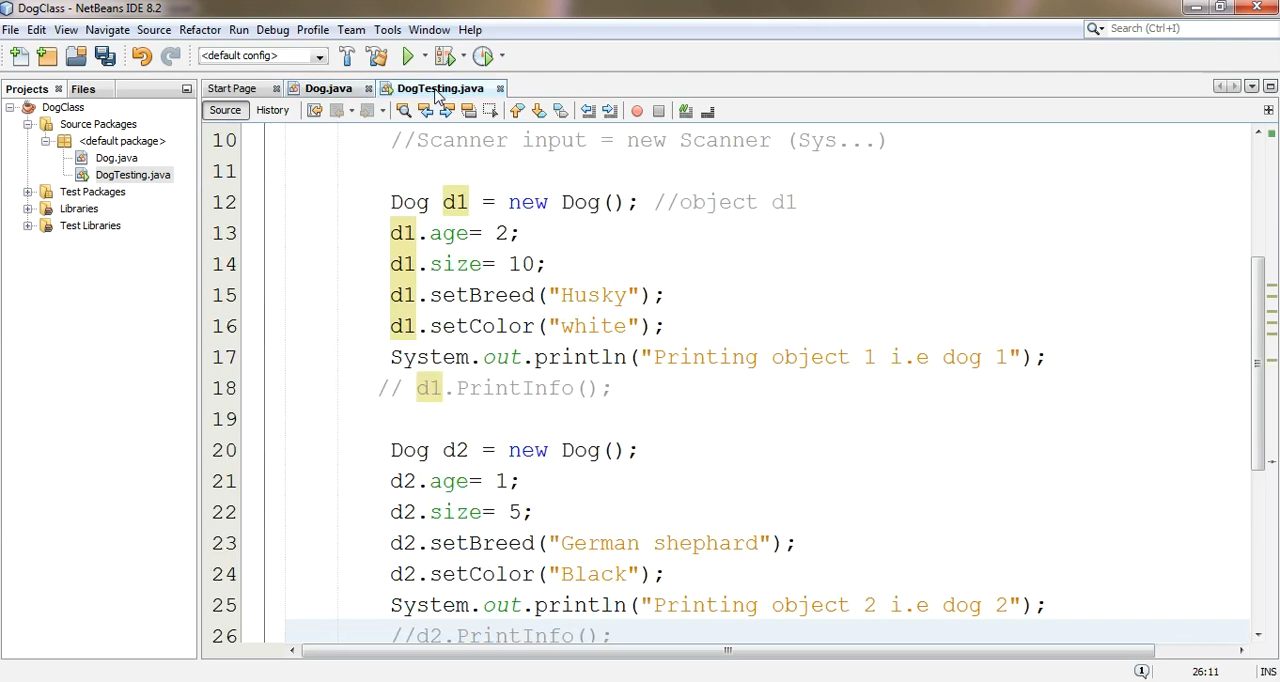 DogClass - NetBeans IDE 8.2
File Edit View Navigate Source Refactor Run Debug Profile Team Tools Window Help
Search (Ctrl+I)
<default config>
Projects Files
Start Page Dog.java DogTesting.java
Source History
DogClass
Source Packages
<default package>
Dog.java
DogTesting.java
Test Packages
Libraries
Test Libraries
10 //Scanner input = new Scanner (Sys...)
11
12 Dog d1 = new Dog(); //object d1
13 d1.age= 2;
14 d1.size= 10;
15 d1.setBreed("Husky");
16 d1.setColor("white");
17 System.out.println("Printing object 1 i.e dog 1");
18 // d1.PrintInfo();
19
20 Dog d2 = new Dog();
21 d2.age= 1;
22 d2.size= 5;
23 d2.setBreed("German shephard");
24 d2.setColor("Black");
25 System.out.println("Printing object 2 i.e dog 2");
26 //d2.PrintInfo();
1 26:11 INS